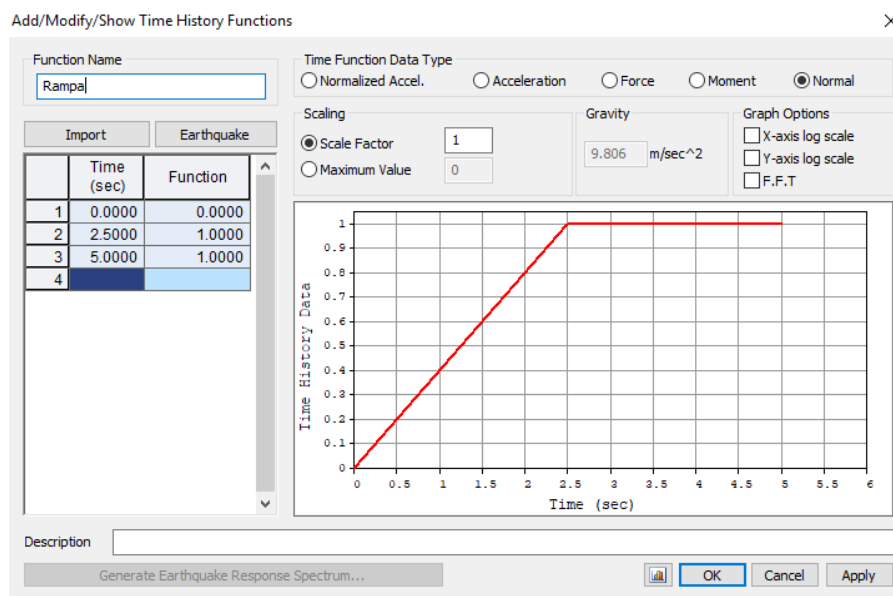 Add/Modify/Show Time History Functions
Function Name
Rampa
Time Function Data Type
Normalized Accel.
Acceleration
Force
Moment
Normal
Import
Earthquake
Scaling
Scale Factor
1
Maximum Value
0
Gravity
9.806 m/sec^2
Graph Options
X-axis log scale
Y-axis log scale
F.F.T
Time (sec) Function
1 0.0000 0.0000
2 2.5000 1.0000
3 5.0000 1.0000
4
Time History Data
1
0.9
0.8
0.7
0.6
0.5
0.4
0.3
0.2
0.1
0
0 0.5 1 1.5 2 2.5 3 3.5 4 4.5 5 5.5 6
Time (sec)
Description
Generate Earthquake Response Spectrum...
OK
Cancel
Apply